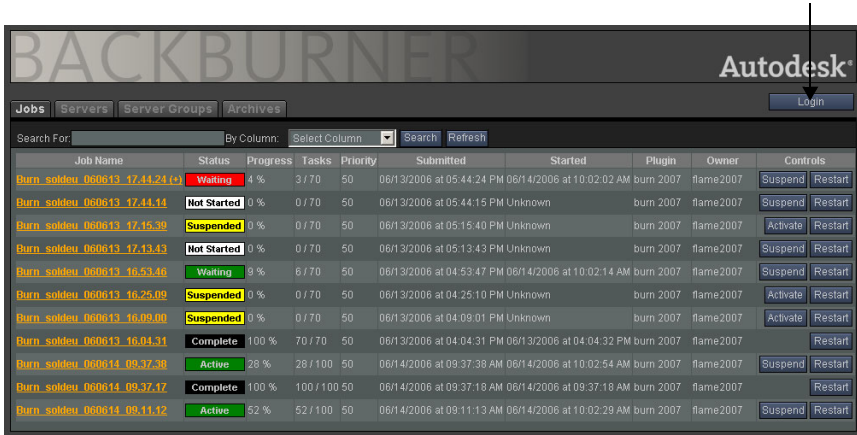 BACKBURNER
Autodesk®
Login
Jobs Servers Server Groups Archives
Search For: By Column: Select Column Search Refresh
Job Name Status Progress Tasks Priority Submitted Started Plugin Owner Controls
Burn_soldeu_060613_17.44.24 (+) Waiting 4 % 3 / 70 50 06/13/2006 at 05:44:24 PM 06/14/2006 at 10:02:02 AM burn 2007 flame2007 Suspend Restart
Burn_soldeu_060613_17.44.14 Not Started 0 % 0 / 70 50 06/13/2006 at 05:44:15 PM Unknown burn 2007 flame2007 Suspend Restart
Burn_soldeu_060613_17.15.39 Suspended 0 % 0 / 70 50 06/13/2006 at 05:15:40 PM Unknown burn 2007 flame2007 Activate Restart
Burn_soldeu_060613_17.13.43 Not Started 0 % 0 / 70 50 06/13/2006 at 05:13:43 PM Unknown burn 2007 flame2007 Suspend Restart
Burn_soldeu_060613_16.53.46 Waiting 9 % 6 / 70 50 06/13/2006 at 04:53:47 PM 06/14/2006 at 10:02:14 AM burn 2007 flame2007 Suspend Restart
Burn_soldeu_060613_16.25.09 Suspended 0 % 0 / 70 50 06/13/2006 at 04:25:10 PM Unknown burn 2007 flame2007 Activate Restart
Burn_soldeu_060613_16.09.00 Suspended 0 % 0 / 70 50 06/13/2006 at 04:09:01 PM Unknown burn 2007 flame2007 Activate Restart
Burn_soldeu_060613_16.04.31 Complete 100 % 70 / 70 50 06/13/2006 at 04:04:31 PM 06/13/2006 at 04:04:32 PM burn 2007 flame2007 Restart
Burn_soldeu_060614_09.37.38 Active 28 % 28 / 100 50 06/14/2006 at 09:37:38 AM 06/14/2006 at 10:02:54 AM burn 2007 flame2007 Suspend Restart
Burn_soldeu_060614_09.37.17 Complete 100 % 100 / 100 50 06/14/2006 at 09:37:18 AM 06/14/2006 at 09:37:18 AM burn 2007 flame2007 Restart
Burn_soldeu_060614_09.11.12 Active 52 % 52 / 100 50 06/14/2006 at 09:11:13 AM 06/14/2006 at 10:02:29 AM burn 2007 flame2007 Suspend Restart